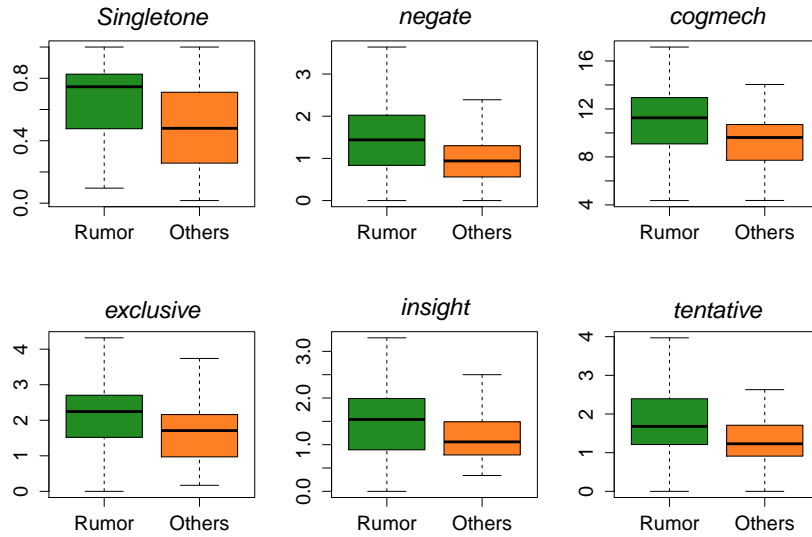 Singletone negate cogmech
0.0 0.4 0.8
0 1 2 3
4 8 12 16
Rumor Others Rumor Others Rumor Others
exclusive insight tentative
0 1 2 3 4
0.0 1.0 2.0 3.0
0 1 2 3 4
Rumor Others Rumor Others Rumor Others